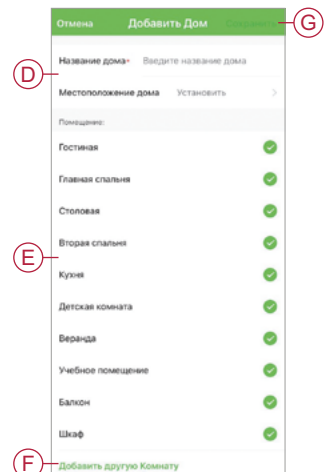 Отмена Добавить Дом Сохранить G
D Название дома* Введите название дома
Местоположение дома Установить
Помещение:
Гостиная
Главная спальня
Столовая
Вторая спальня
E
Кухня
Детская комната
Веранда
Учебное помещение
Балкон
Шкаф
F Добавить другую Комнату